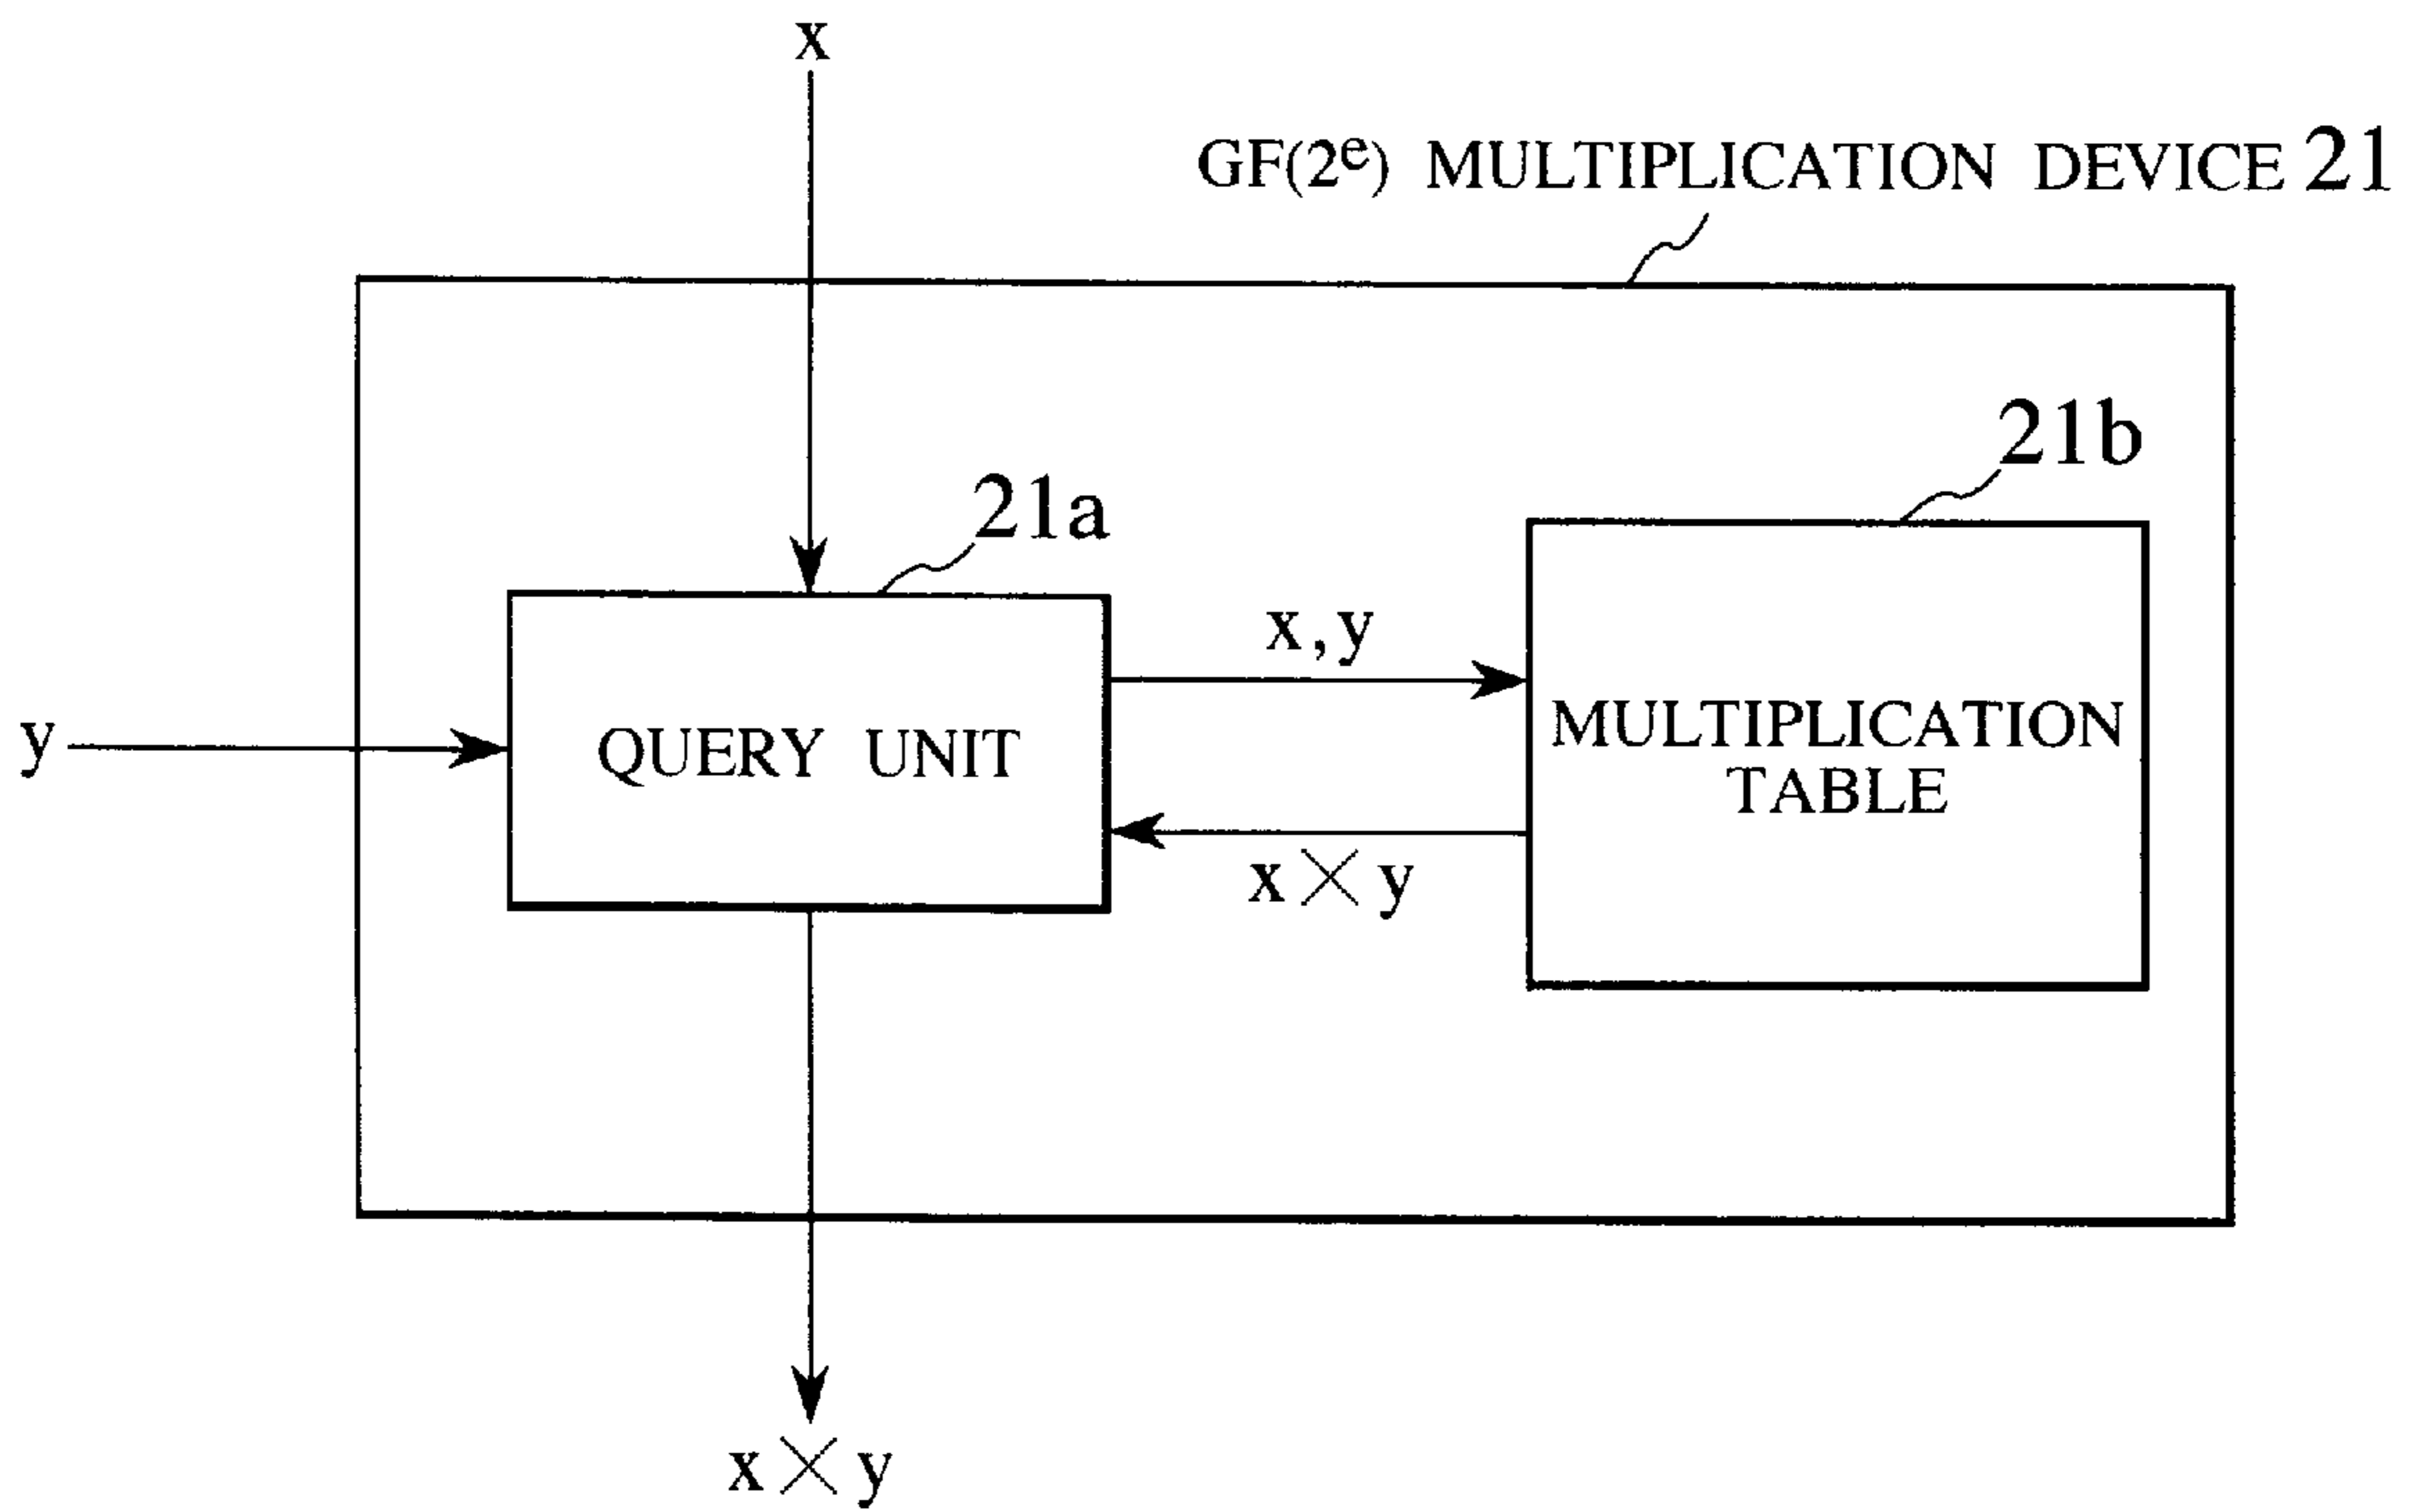 x
GF(2ᵉ) MULTIPLICATION DEVICE 21
21b
21a
x,y
y
QUERY UNIT
MULTIPLICATION
TABLE
x×y
x×y